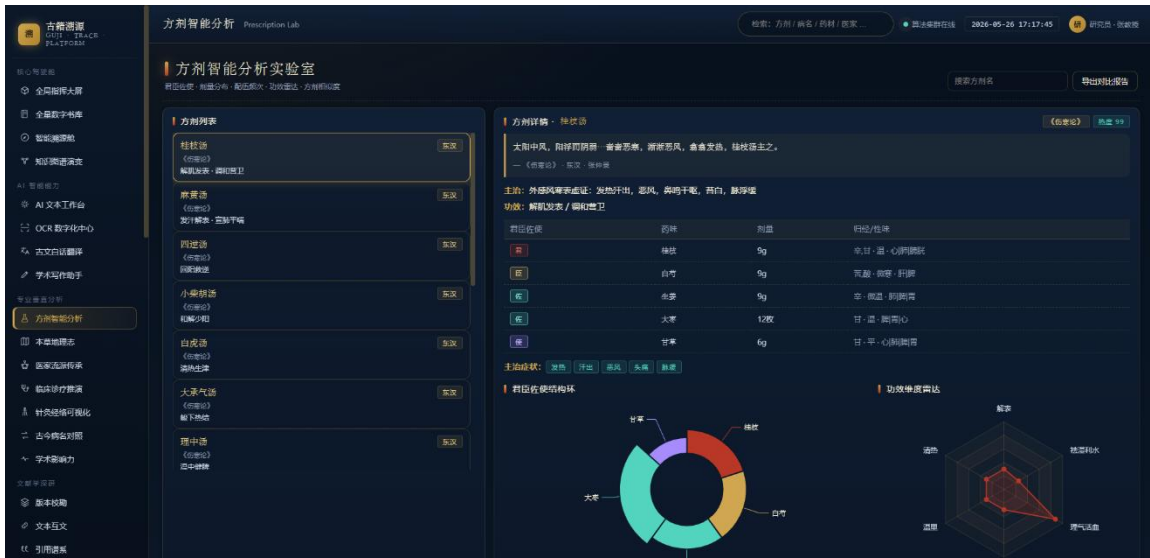 古籍溯源
GUJI · TRACE
PLATFORM
方剂智能分析 Prescription Lab
检索：方剂 / 病名 / 药材 / 医家 ...
算法集群在线
2026-05-26 17:17:45
研
研究员·张教授
全局指挥大屏
全量数字书库
智能溯源舱
知识图谱演变
AI 智能能力
AI 文本工作台
OCR 数字化中心
古文白话翻译
学术写作助手
专业垂直分析
方剂智能分析
本草地理志
医家流派传承
临床诊疗推演
针灸经络可视化
古今病名对照
学术影响力
文献学深研
版本校勘
文本互文
引用谱系
方剂智能分析实验室
君臣佐使 · 剂量分布 · 配伍频次 · 功效雷达 · 方剂相似度
搜索方剂名
导出对比报告
方剂列表
桂枝汤
东汉
《伤寒论》
解肌发表 · 调和营卫
麻黄汤
东汉
《伤寒论》
发汗解表 · 宣肺平喘
四逆汤
东汉
《伤寒论》
回阳救逆
小柴胡汤
东汉
《伤寒论》
和解少阳
白虎汤
东汉
《伤寒论》
清热生津
大承气汤
东汉
《伤寒论》
峻下热结
理中汤
东汉
《伤寒论》
温中健脾
方剂详情 · 桂枝汤
《伤寒论》
热度 99
太阳中风，阳浮而阴弱……啬啬恶寒，淅淅恶风，翕翕发热，桂枝汤主之。
— 《伤寒论》 · 东汉 · 张仲景
主治：外感风寒表虚证：发热汗出，恶风，鼻鸣干呕，苔白，脉浮缓
功效：解肌发表 / 调和营卫
君臣佐使 药味 剂量 归经/性味
君 桂枝 9g 辛,甘 · 温 · 心|肺|膀胱
臣 白芍 9g 苦,酸 · 微寒 · 肝|脾
佐 生姜 9g 辛 · 微温 · 肺|脾|胃
佐 大枣 12枚 甘 · 温 · 脾|胃|心
使 甘草 6g 甘 · 平 · 心|肺|脾|胃
主治症状： 发热 汗出 恶风 头痛 脉缓
君臣佐使结构环
甘草
桂枝
大枣
白芍
功效维度雷达
解表
清热
祛湿利水
温里
理气活血